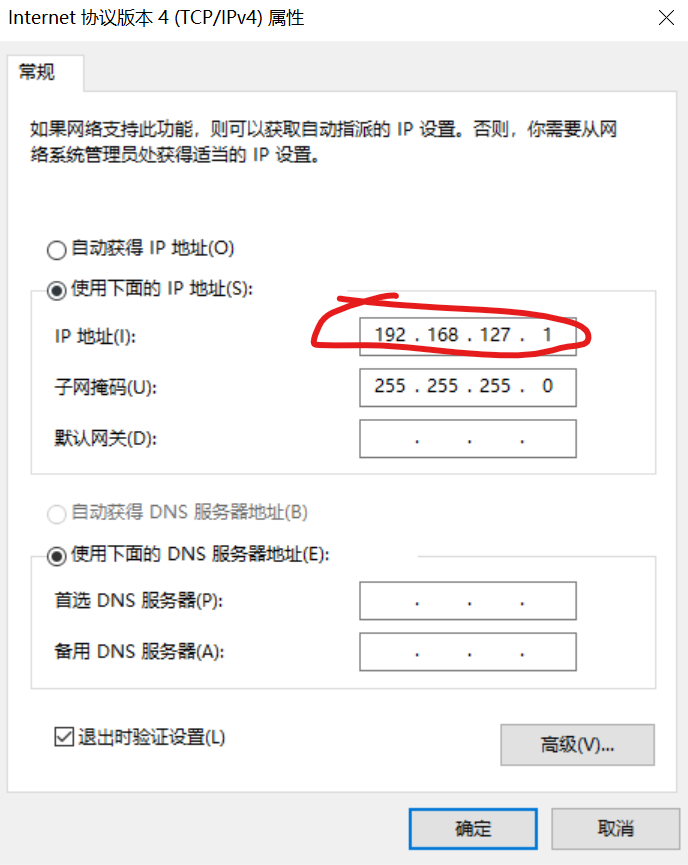 Internet 协议版本 4 (TCP/IPv4) 属性
常规
如果网络支持此功能，则可以获取自动指派的 IP 设置。否则，你需要从网
络系统管理员处获得适当的 IP 设置。
自动获得 IP 地址(O)
使用下面的 IP 地址(S):
IP 地址(I): 192 . 168 . 127 . 1
子网掩码(U): 255 . 255 . 255 . 0
默认网关(D): . . .
自动获得 DNS 服务器地址(B)
使用下面的 DNS 服务器地址(E):
首选 DNS 服务器(P): . . .
备用 DNS 服务器(A): . . .
退出时验证设置(L)
高级(V)...
确定 取消